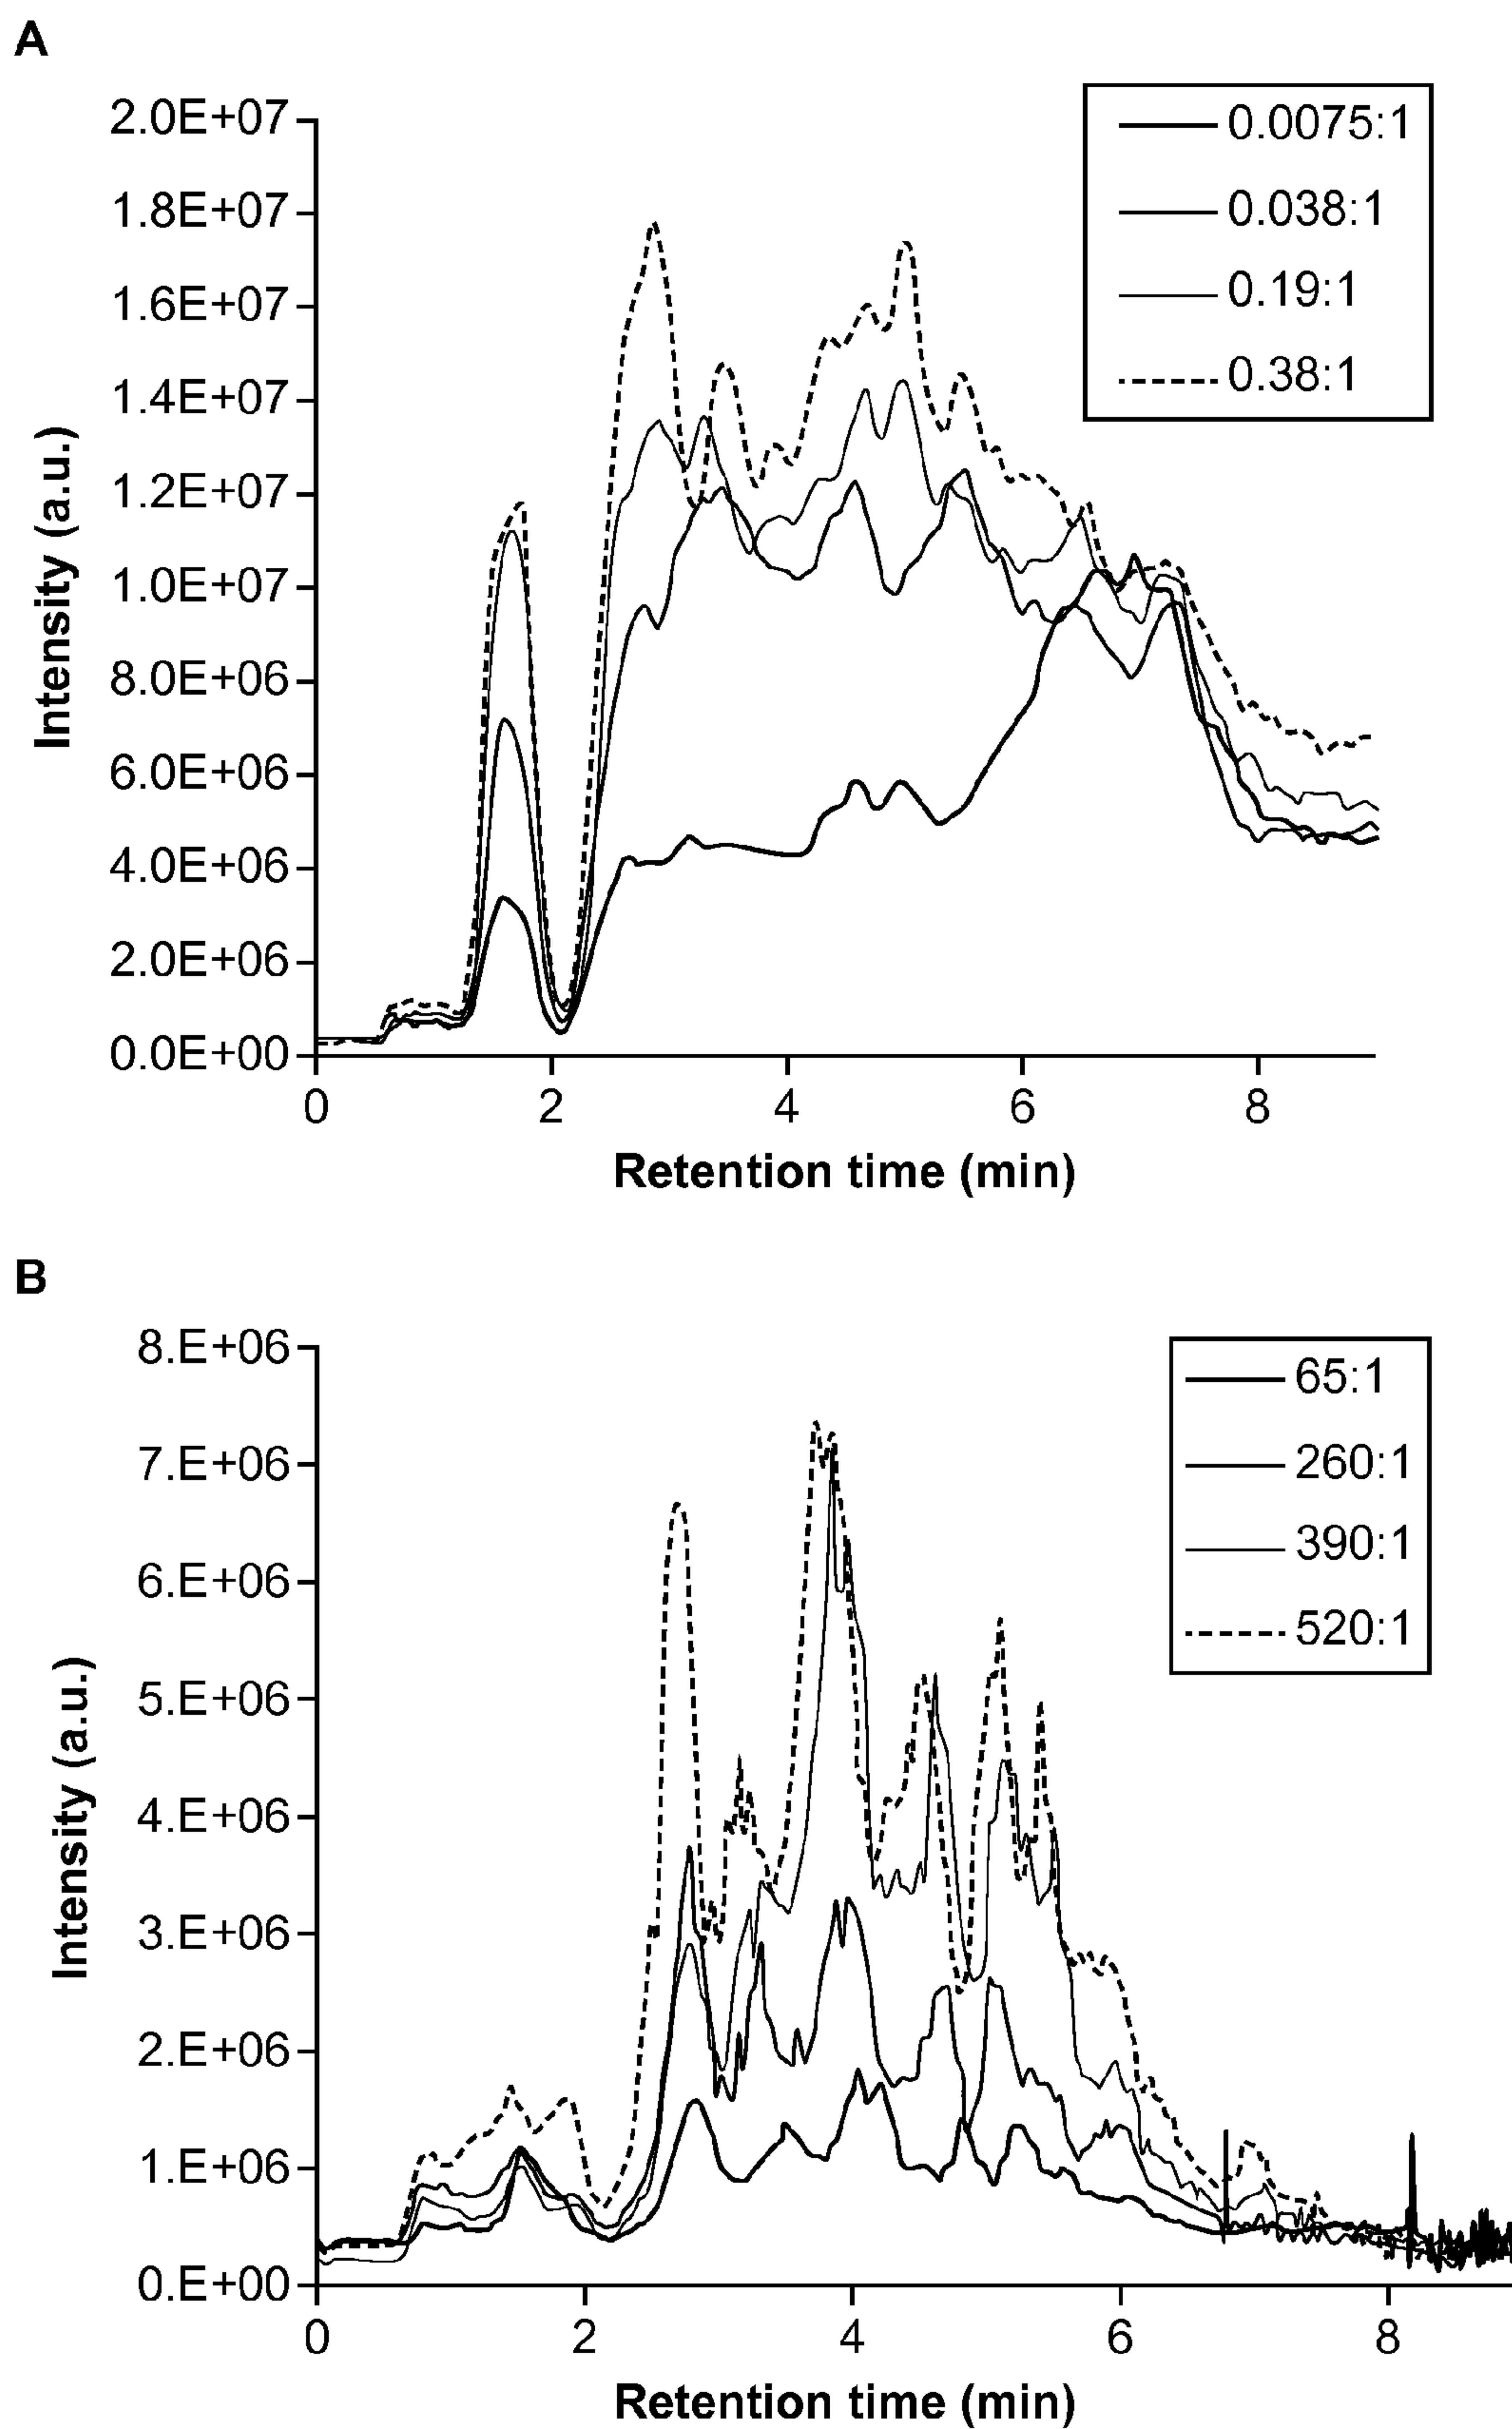 A
2.0E+07
1.8E+07
1.6E+07
1.4E+07
1.2E+07
1.0E+07
8.0E+06
6.0E+06
4.0E+06
2.0E+06
0.0E+00
Intensity (a.u.)
0.0075:1
0.038:1
0.19:1
0.38:1
0 2 4 6 8
Retention time (min)
B
8.E+06
7.E+06
6.E+06
5.E+06
4.E+06
3.E+06
2.E+06
1.E+06
0.E+00
Intensity (a.u.)
65:1
260:1
390:1
520:1
0 2 4 6 8
Retention time (min)